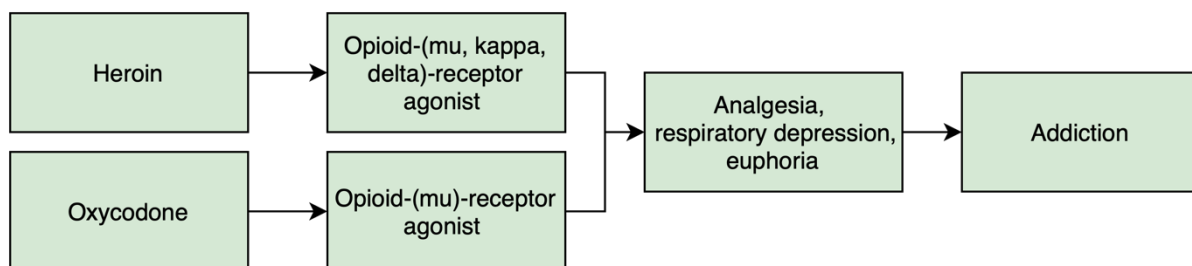 Heroin
Opioid-(mu, kappa,
delta)-receptor
agonist
Oxycodone
Opioid-(mu)-receptor
agonist
Analgesia,
respiratory depression,
euphoria
Addiction